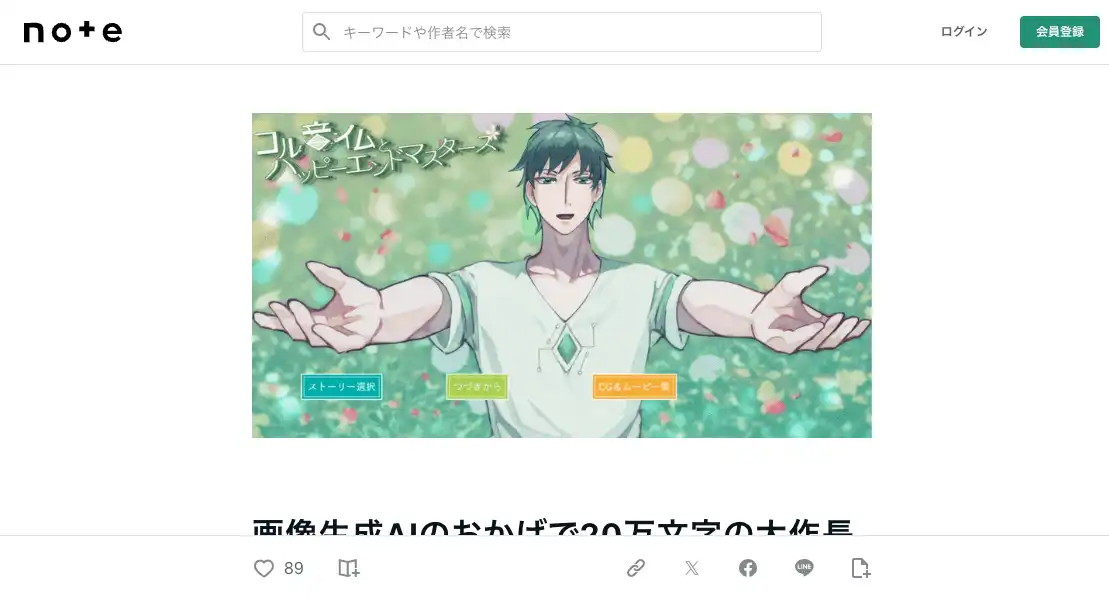 note
キーワードや作者名で検索
ログイン
会員登録
コル音イムと
ハッピーエンドマスターズ
ストーリー選択
つづきから
CG&ムービー集
画像生成AIのおかげで20万文字の大作長
89
LINE